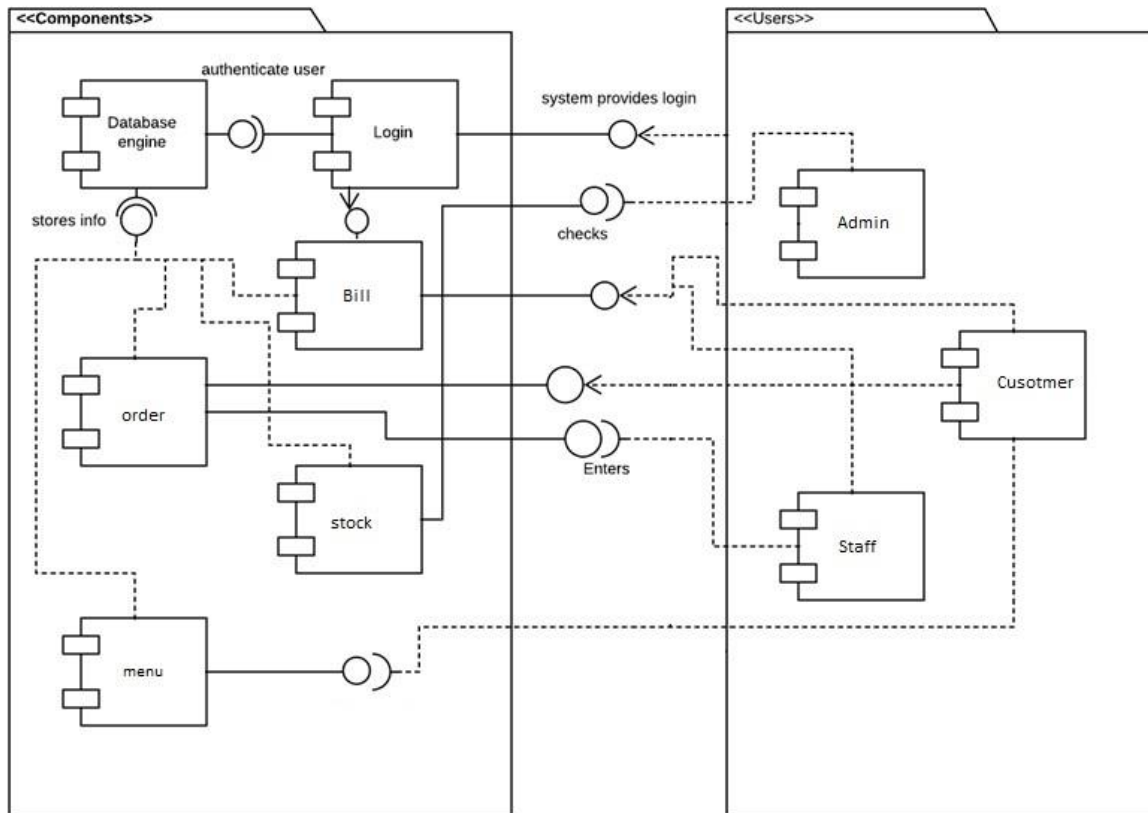 <<Components>>
<<Users>>
authenticate user
system provides login
Database
engine
Login
stores info
checks
Admin
Bill
Cusotmer
order
Enters
stock
Staff
menu